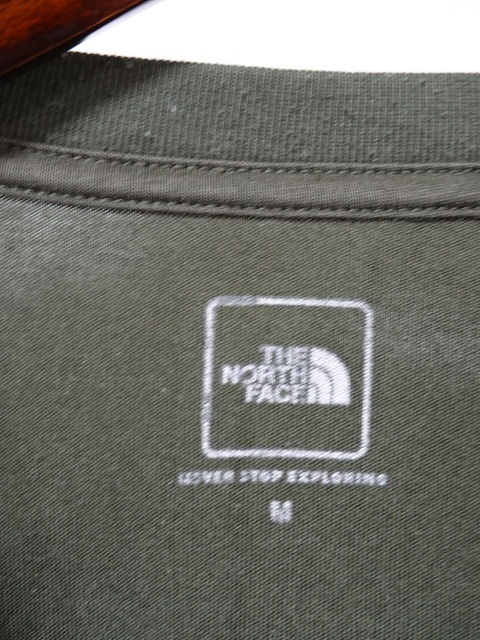 THE
NORTH
FACE
NEVER STOP EXPLORING
M